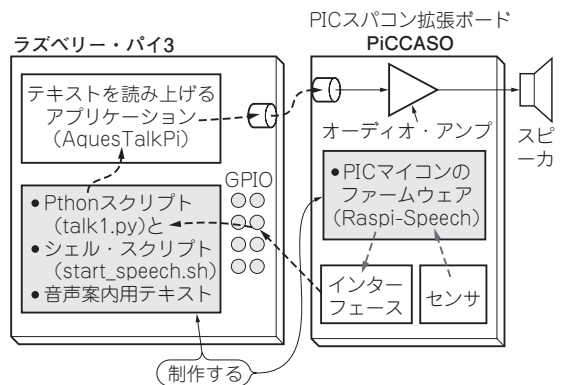 PICスパコン拡張ボード
ラズベリー・パイ3
PiCCASO
テキストを読み上げる
アプリケーション
(AquesTalkPi)
オーディオ・アンプ
スピ
ーカ
GPIO
●Pthonスクリプト
(talk1.py)と
●シェル・スクリプト
(start_speech.sh)
●音声案内用テキスト
●PICマイコンの
ファームウェア
(Raspi-Speech)
インター
フェース
センサ
制作する